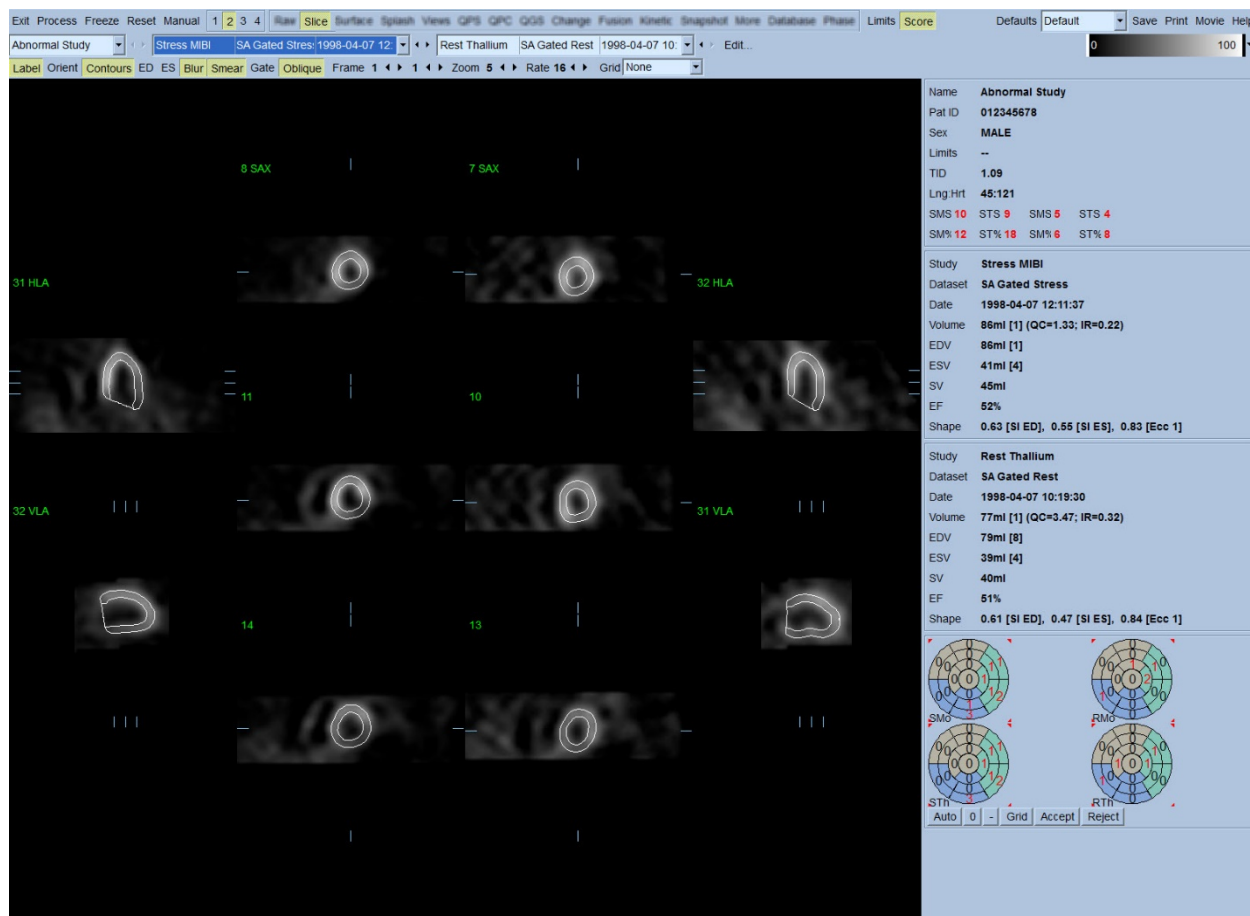 Exit Process Freeze Reset Manual 1 2 3 4 Raw Slice Surface Splash Views QPS QPC QGS Change Fusion Kinetic Snapshot More Database Phase Limits Score Defaults Default Save Print Movie Help
Abnormal Study Stress MIBI SA Gated Stres: 1998-04-07 12: Rest Thallium SA Gated Rest 1998-04-07 10: Edit... 0 100
Label Orient Contours ED ES Blur Smear Gate Oblique Frame 1 1 Zoom 5 Rate 16 Grid None
8 SAX
7 SAX
31 HLA
32 HLA
11
10
32 VLA
31 VLA
14
13
Name Abnormal Study
Pat ID 012345678
Sex MALE
Limits --
TID 1.09
Lng:Hrt 45:121
SMS 10 STS 9 SMS 5 STS 4
SM% 12 ST% 18 SM% 6 ST% 8
Study Stress MIBI
Dataset SA Gated Stress
Date 1998-04-07 12:11:37
Volume 86ml [1] (QC=1.33; IR=0.22)
EDV 86ml [1]
ESV 41ml [4]
SV 45ml
EF 52%
Shape 0.63 [SI ED], 0.55 [SI ES], 0.83 [Ecc 1]
Study Rest Thallium
Dataset SA Gated Rest
Date 1998-04-07 10:19:30
Volume 77ml [1] (QC=3.47; IR=0.32)
EDV 79ml [8]
ESV 39ml [4]
SV 40ml
EF 51%
Shape 0.61 [SI ED], 0.47 [SI ES], 0.84 [Ecc 1]
SMo RMo
STh RTh
Auto 0 - Grid Accept Reject